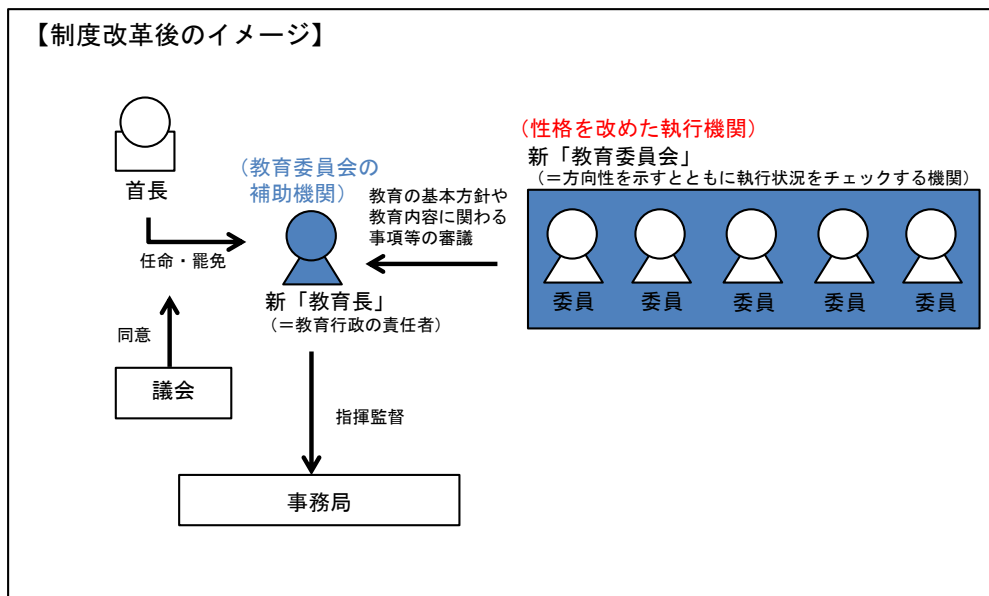 【制度改革後のイメージ】
首長
任命・罷免
同意
議会
（教育委員会の
補助機関）
新「教育長」
（＝教育行政の責任者）
教育の基本方針や
教育内容に関わる
事項等の審議
（性格を改めた執行機関）
新「教育委員会」
（＝方向性を示すとともに執行状況をチェックする機関）
委員
委員
委員
委員
委員
指揮監督
事務局